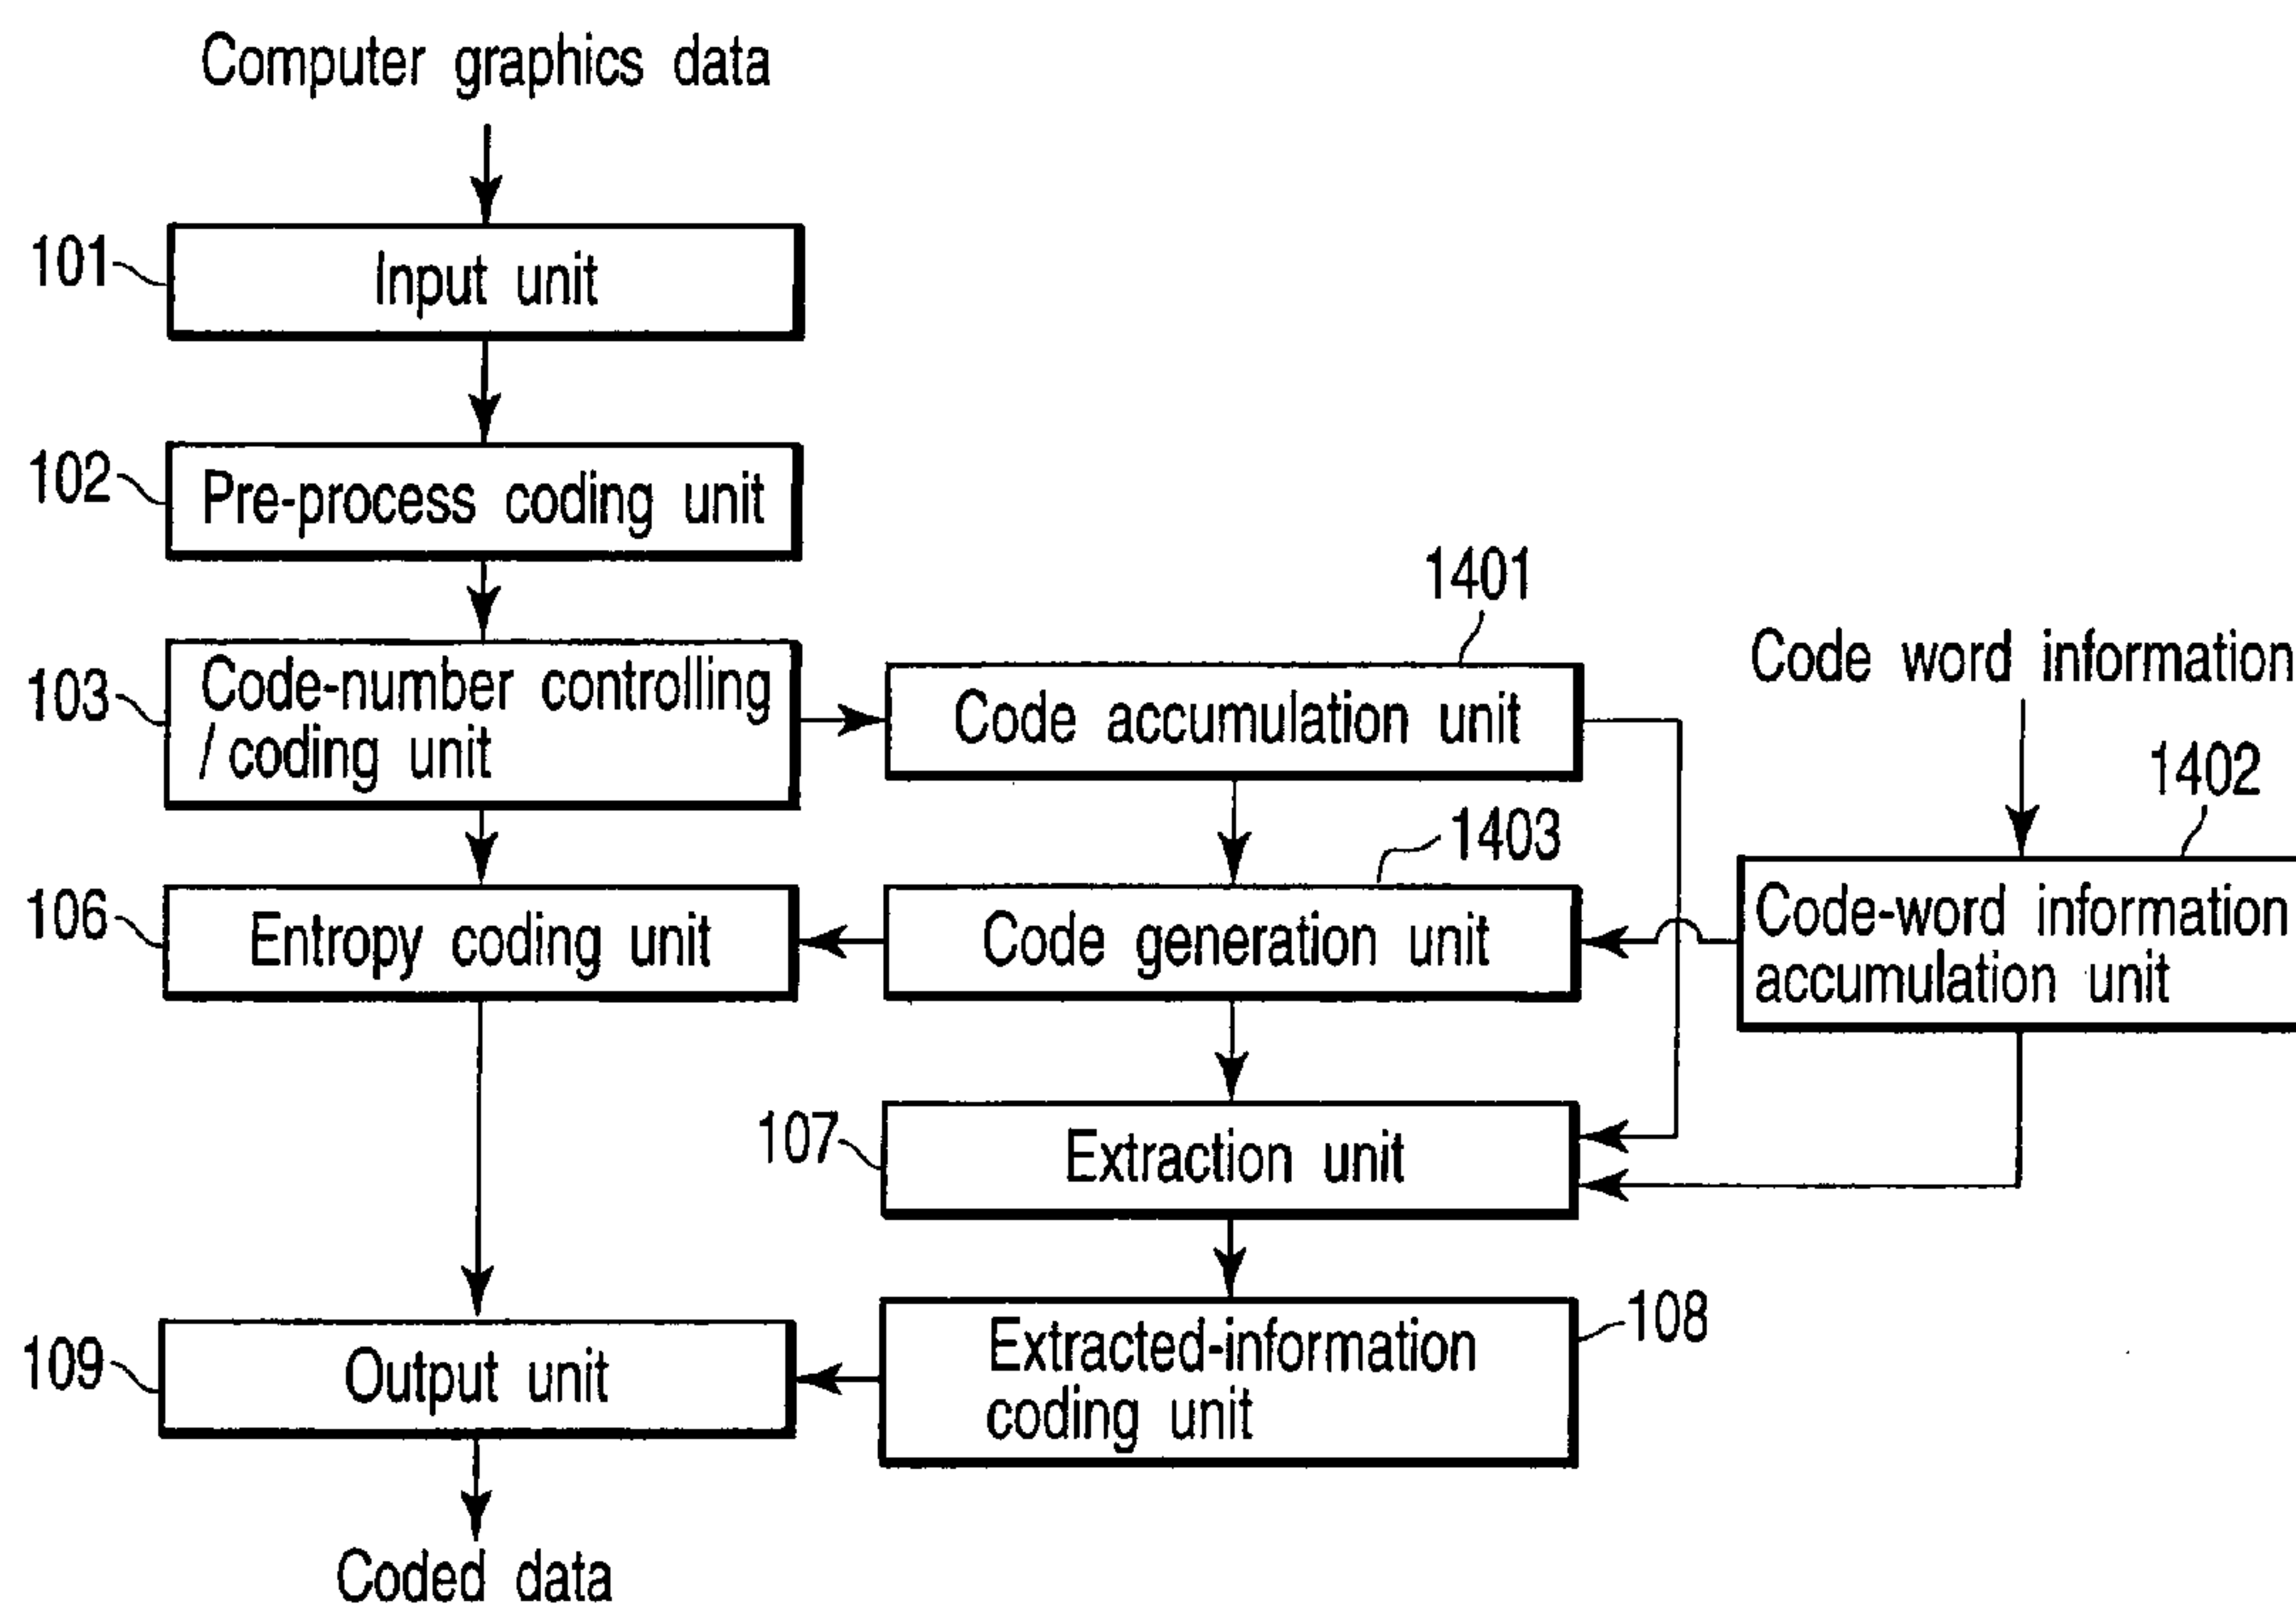 Computer graphics data
101
Input unit
102
Pre-process coding unit
103
Code-number controlling
/coding unit
1401
Code accumulation unit
Code word information
1402
Code-word information
accumulation unit
1403
Code generation unit
106
Entropy coding unit
107
Extraction unit
108
Extracted-information
coding unit
109
Output unit
Coded data